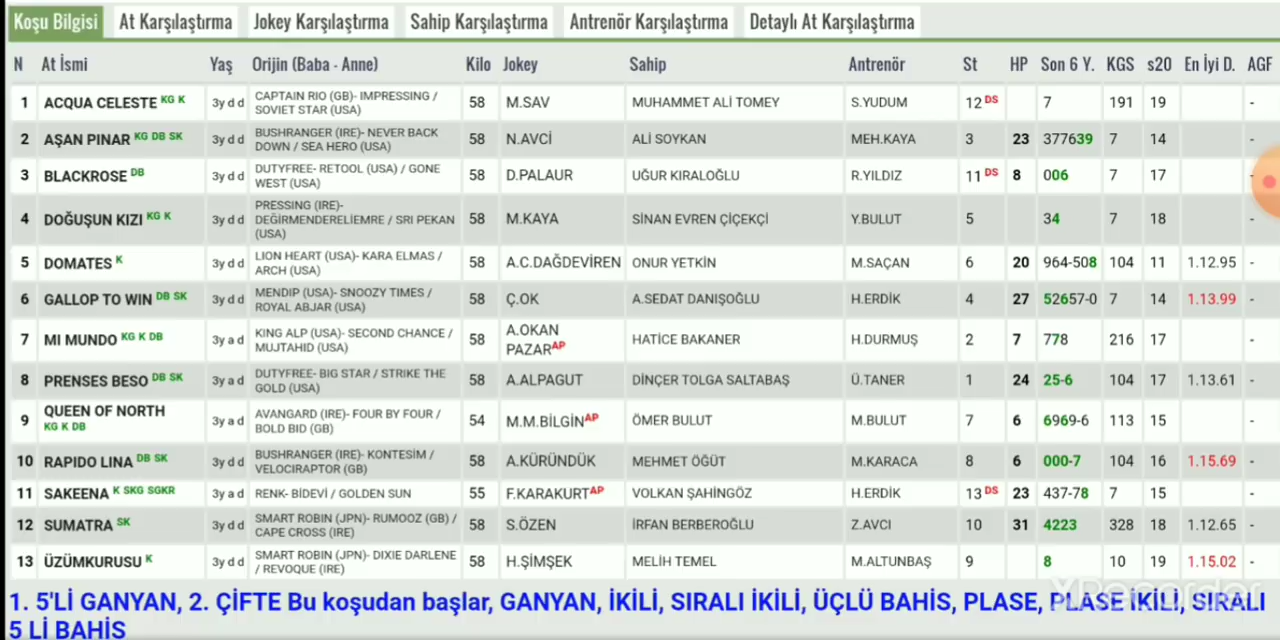 Koşu Bilgisi At Karşılaştırma Jokey Karşılaştırma Sahip Karşılaştırma Antrenör Karşılaştırma Detaylı At Karşılaştırma
N At İsmi Yaş Orijin (Baba - Anne) Kilo Jokey Sahip Antrenör St HP Son 6 Y. KGS s20 En İyi D. AGF
1 ACQUA CELESTE KG K 3y d d CAPTAIN RIO (GB)- IMPRESSING / SOVIET STAR (USA) 58 M.SAV MUHAMMET ALİ TOMEY S.YUDUM 12 DS 7 191 19 -
2 AŞAN PINAR KG DB SK 3y d d BUSHRANGER (IRE)- NEVER BACK DOWN / SEA HERO (USA) 58 N.AVCİ ALİ SOYKAN MEH.KAYA 3 23 377639 7 14 -
3 BLACKROSE DB 3y d d DUTYFREE- RETOOL (USA) / GONE WEST (USA) 58 D.PALAUR UĞUR KIRALOĞLU R.YILDIZ 11 DS 8 006 7 17 -
4 DOĞUŞUN KIZI KG K 3y d d PRESSING (IRE)- DEĞİRMENDERELİEMRE / SRI PEKAN (USA) 58 M.KAYA SİNAN EVREN ÇİÇEKÇİ Y.BULUT 5 34 7 18 -
5 DOMATES K 3y d d LION HEART (USA)- KARA ELMAS / ARCH (USA) 58 A.C.DAĞDEVİREN ONUR YETKİN M.SAÇAN 6 20 964-508 104 11 1.12.95 -
6 GALLOP TO WIN DB SK 3y d d MENDIP (USA)- SNOOZY TIMES / ROYAL ABJAR (USA) 58 Ç.OK A.SEDAT DANIŞOĞLU H.ERDİK 4 27 52657-0 7 14 1.13.99 -
7 MI MUNDO KG K DB 3y a d KING ALP (USA)- SECOND CHANCE / MUJTAHID (USA) 58 A.OKAN PAZAR AP HATİCE BAKANER H.DURMUŞ 2 7 778 216 17 -
8 PRENSES BESO DB SK 3y a d DUTYFREE- BIG STAR / STRIKE THE GOLD (USA) 58 A.ALPAGUT DİNÇER TOLGA SALTABAŞ Ü.TANER 1 24 25-6 104 17 1.13.61 -
9 QUEEN OF NORTH KG K DB 3y a d AVANGARD (IRE)- FOUR BY FOUR / BOLD BID (GB) 54 M.M.BİLGİN AP ÖMER BULUT M.BULUT 7 6 6969-6 113 15 -
10 RAPIDO LINA DB SK 3y d d BUSHRANGER (IRE)- KONTESİM / VELOCIRAPTOR (GB) 58 A.KÜRÜNDÜK MEHMET ÖĞÜT M.KARACA 8 6 000-7 104 16 1.15.69 -
11 SAKEENA K SKG SGKR 3y a d RENK- BİDEVİ / GOLDEN SUN 55 F.KARAKURT AP VOLKAN ŞAHİNGÖZ H.ERDİK 13 DS 23 437-78 7 15 -
12 SUMATRA SK 3y d d SMART ROBIN (JPN)- RUMOOZ (GB) / CAPE CROSS (IRE) 58 S.ÖZEN İRFAN BERBEROĞLU Z.AVCI 10 31 4223 328 18 1.12.65 -
13 ÜZÜMKURUSU K 3y d d SMART ROBIN (JPN)- DIXIE DARLENE / REVOQUE (IRE) 58 H.ŞİMŞEK MELİH TEMEL M.ALTUNBAŞ 9 8 10 19 1.15.02 -
XRecorder
1. 5'Lİ GANYAN, 2. ÇİFTE Bu koşudan başlar, GANYAN, İKİLİ, SIRALI İKİLİ, ÜÇLÜ BAHİS, PLASE, PLASE İKİLİ, SIRALI
5 Lİ BAHİS